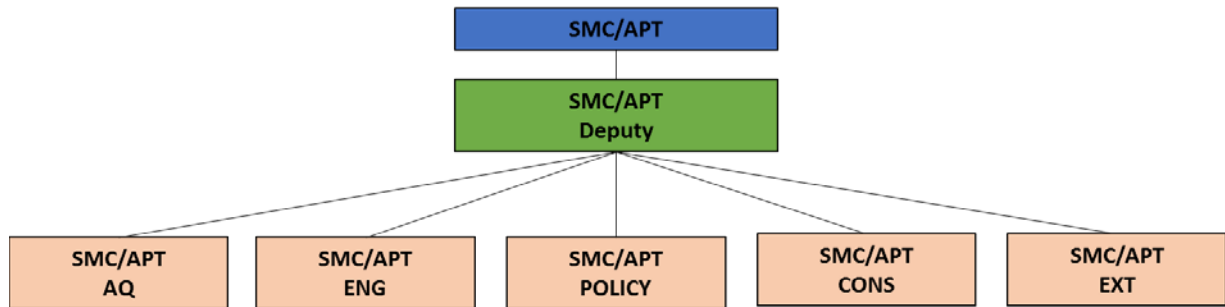 SMC/APT
SMC/APT
Deputy
SMC/APT
AQ
SMC/APT
ENG
SMC/APT
POLICY
SMC/APT
CONS
SMC/APT
EXT